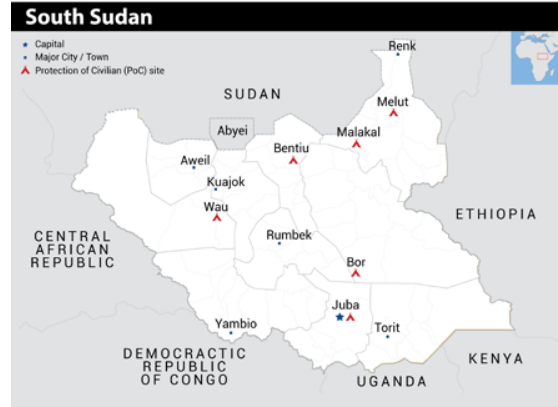 South Sudan
Capital
Major City / Town
Protection of Civilian (PoC) site
Renk
SUDAN
Melut
Abyei
Malakal
Bentiu
Aweil
Kuajok
Wau
ETHIOPIA
CENTRAL
AFRICAN
REPUBLIC
Rumbek
Bor
Juba
Yambio
Torit
DEMOCRACTIC
REPUBLIC
OF CONGO
KENYA
UGANDA